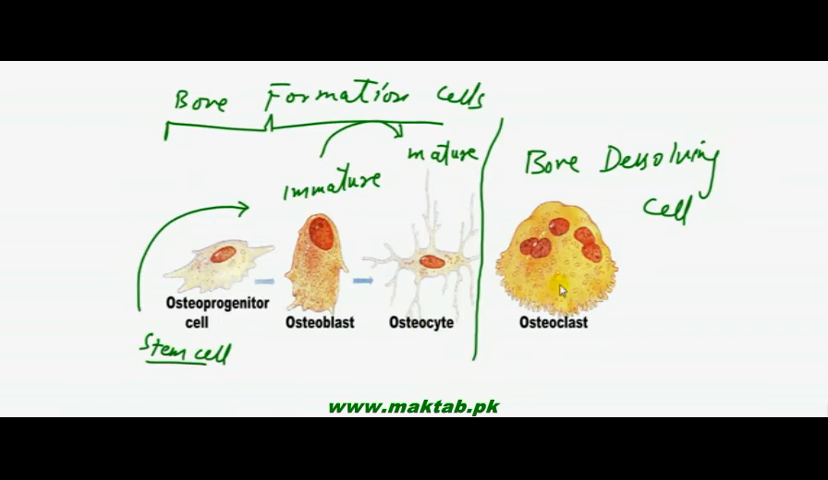 Bone Formation Cells
mature
immature
Bone Dessolving
Cell
Osteoprogenitor
cell
Osteoblast
Osteocyte
Osteoclast
Stem cell
www.maktab.pk